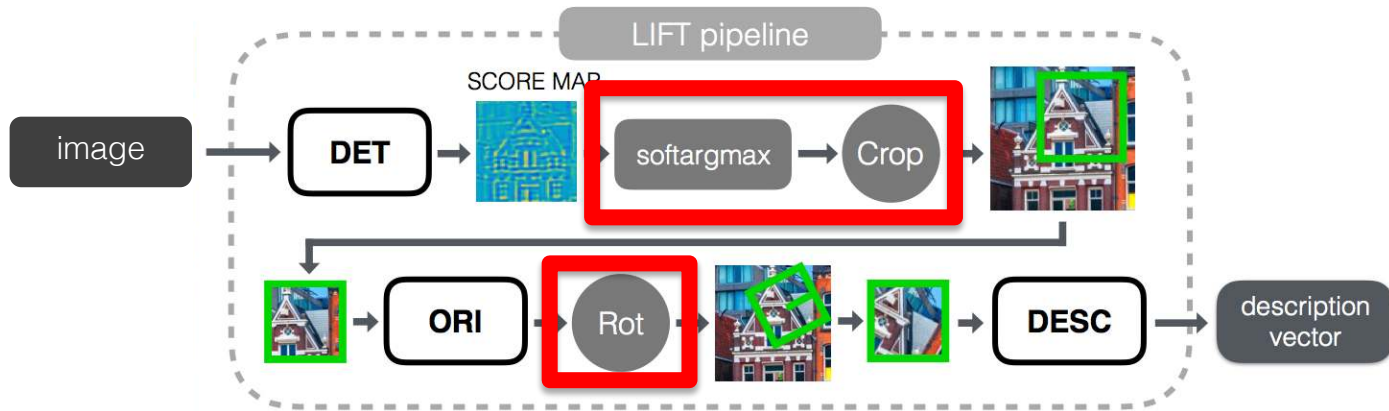 LIFT pipeline
SCORE MAP
image
DET
softargmax
Crop
ORI
Rot
DESC
description
vector